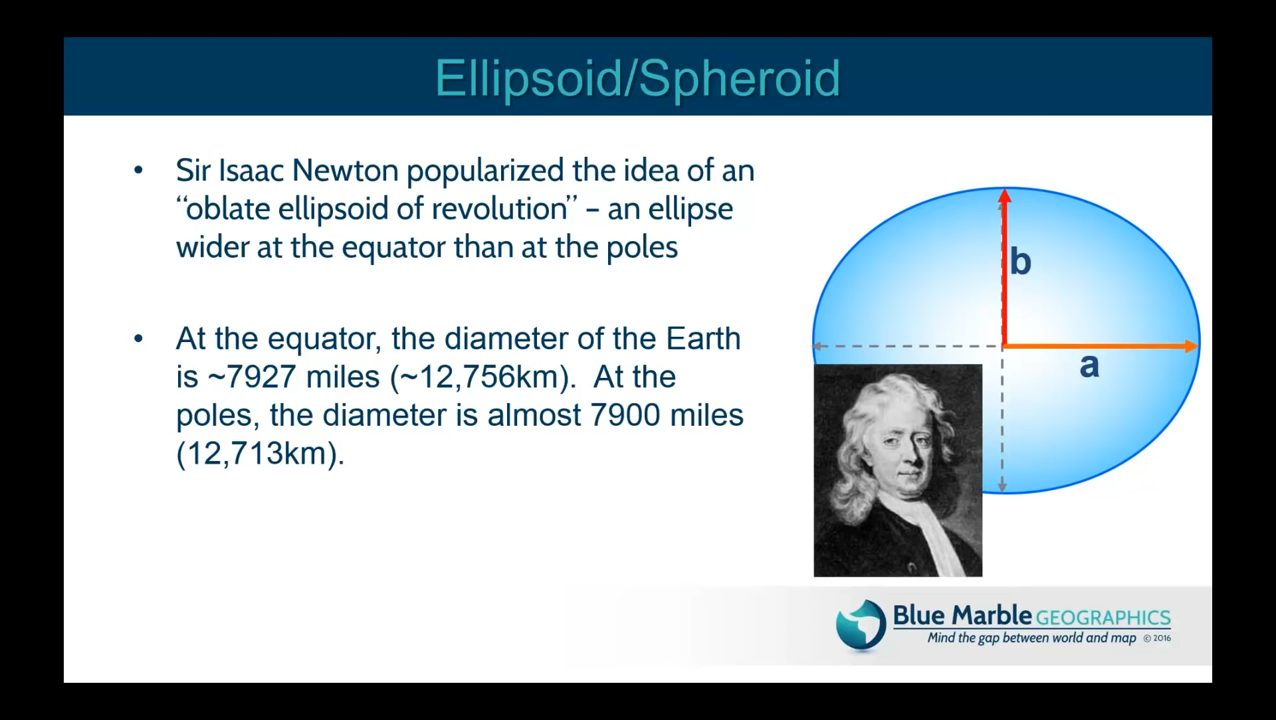 Ellipsoid/Spheroid
• Sir Isaac Newton popularized the idea of an
“oblate ellipsoid of revolution” – an ellipse
wider at the equator than at the poles
• At the equator, the diameter of the Earth
is ~7927 miles (~12,756km).  At the
poles, the diameter is almost 7900 miles
(12,713km).
b
a
Blue Marble GEOGRAPHICS
Mind the gap between world and map © 2016